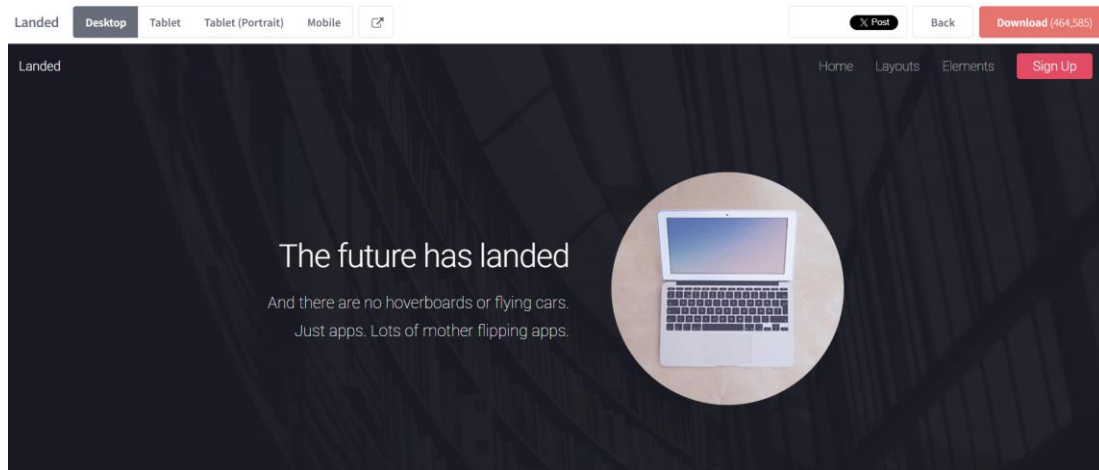 Landed Desktop Tablet Tablet (Portrait) Mobile X Post Back Download (464,585)
Landed Home Layouts Elements Sign Up
The future has landed
And there are no hoverboards or flying cars.
Just apps. Lots of mother flipping apps.